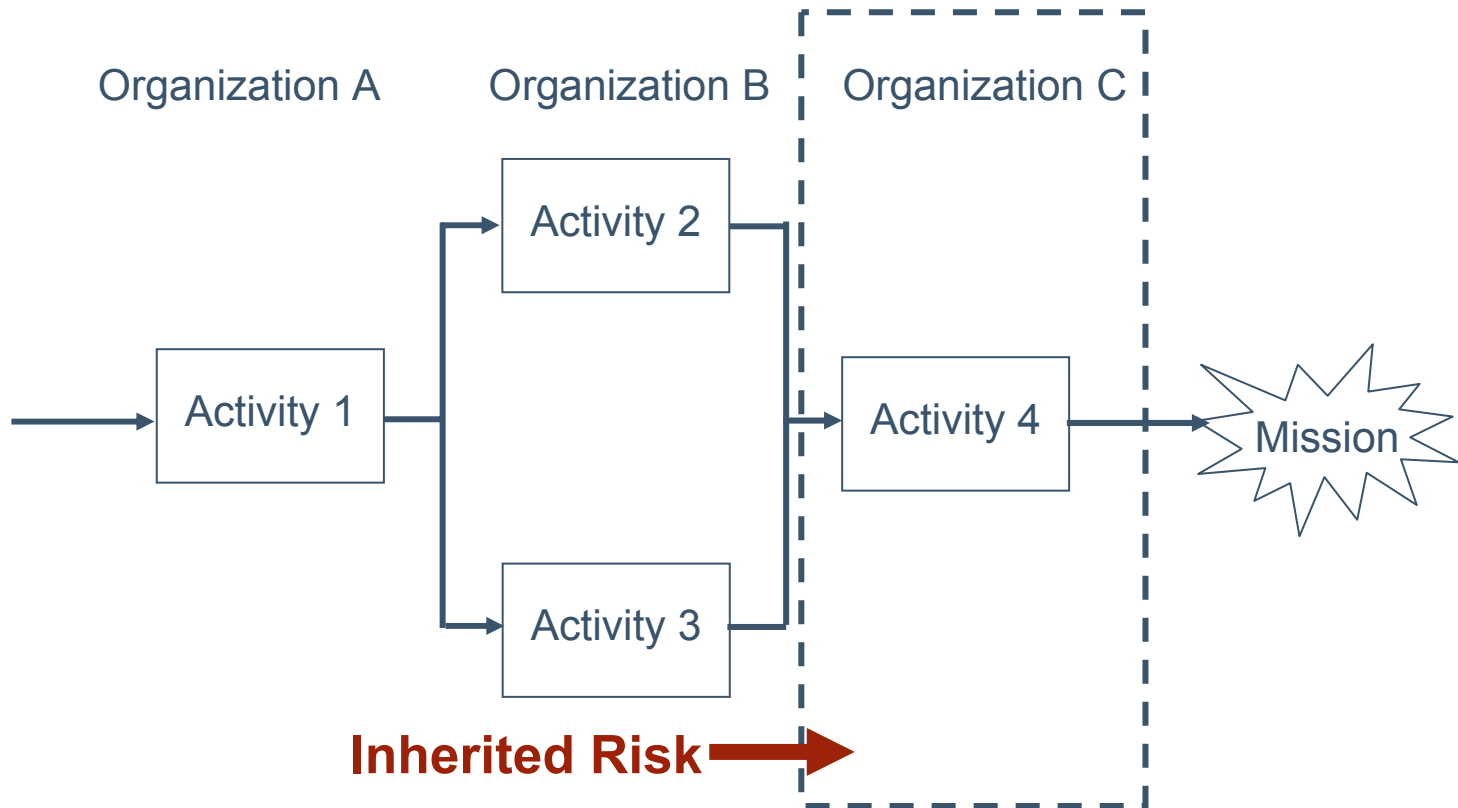 Organization A
Organization B
Organization C
Activity 2
Activity 1
Activity 4
Mission
Activity 3
Inherited Risk